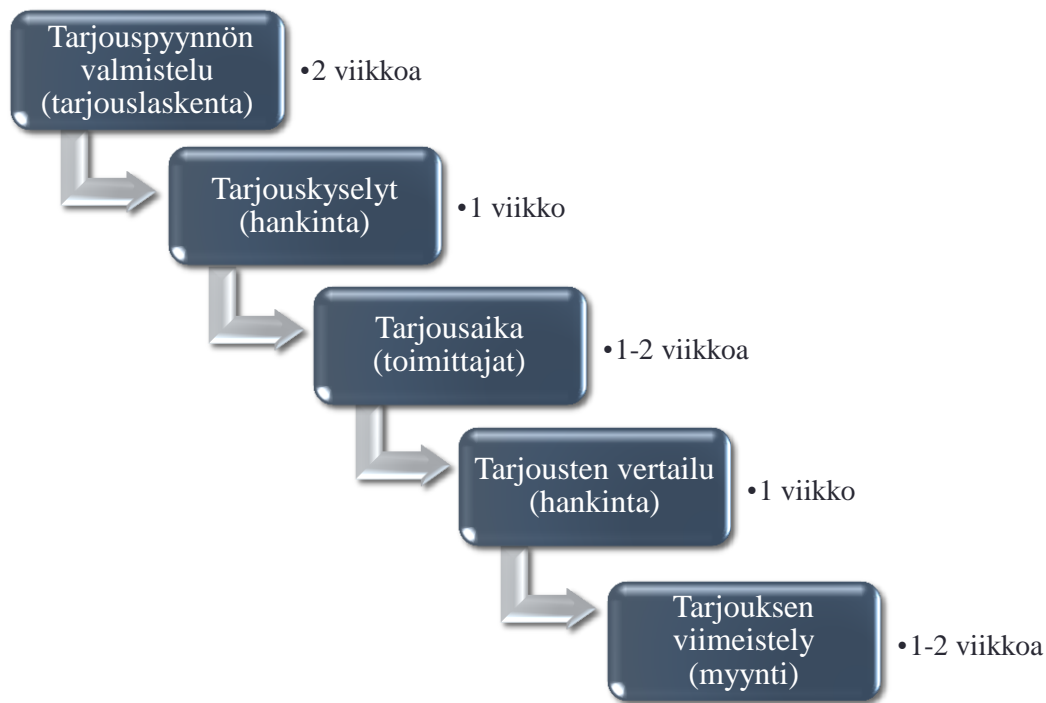 Tarjouspyynnön
valmistelu
(tarjouslaskenta)
•2 viikkoa
Tarjouskyselyt
(hankinta)
•1 viikko
Tarjousaika
(toimittajat)
•1-2 viikkoa
Tarjousten vertailu
(hankinta)
•1 viikko
Tarjouksen
viimeistely
(myynti)
•1-2 viikkoa